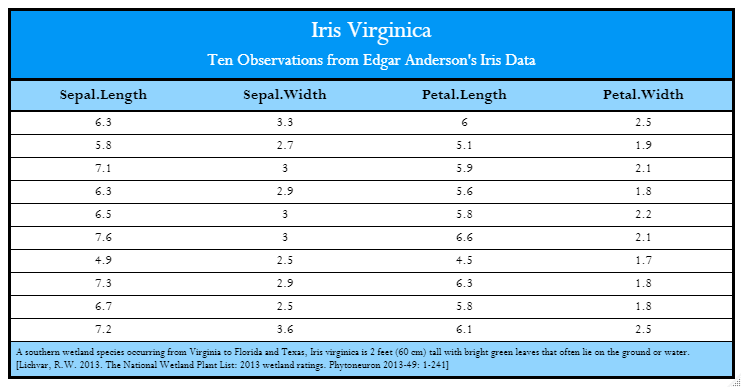 Iris Virginica
Ten Observations from Edgar Anderson's Iris Data
Sepal.Length Sepal.Width Petal.Length Petal.Width
6.3 3.3 6 2.5
5.8 2.7 5.1 1.9
7.1 3 5.9 2.1
6.3 2.9 5.6 1.8
6.5 3 5.8 2.2
7.6 3 6.6 2.1
4.9 2.5 4.5 1.7
7.3 2.9 6.3 1.8
6.7 2.5 5.8 1.8
7.2 3.6 6.1 2.5
A southern wetland species occurring from Virginia to Florida and Texas, Iris virginica is 2 feet (60 cm) tall with bright green leaves that often lie on the ground or water.
[Lichvar, R.W. 2013. The National Wetland Plant List: 2013 wetland ratings. Phytoneuron 2013-49: 1-241]